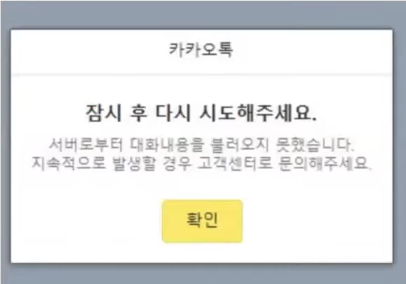 카카오톡
잠시 후 다시 시도해주세요.
서버로부터 대화내용을 불러오지 못했습니다.
지속적으로 발생할 경우 고객센터로 문의해주세요.
확인